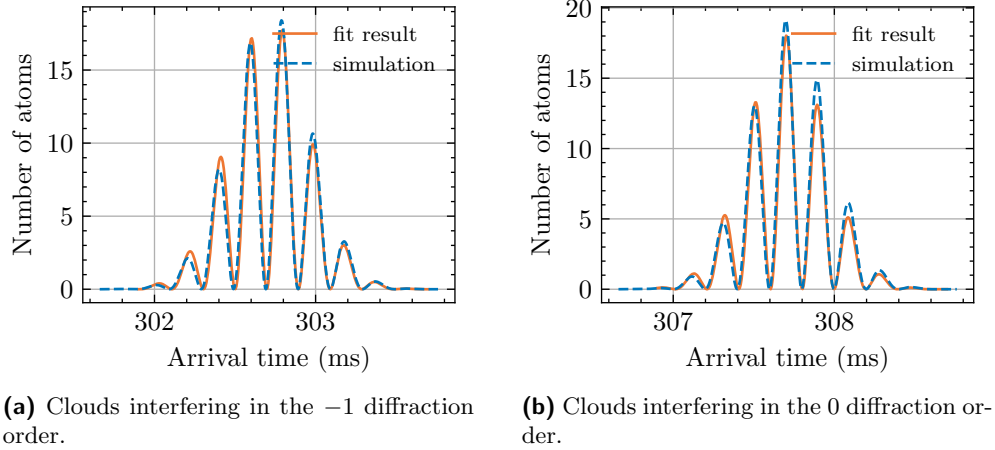 fit result
simulation
15
10
5
0
302
303
Number of atoms
Arrival time (ms)
(a) Clouds interfering in the −1 diffraction
order.
fit result
simulation
20
15
10
5
0
307
308
Number of atoms
Arrival time (ms)
(b) Clouds interfering in the 0 diffraction or-
der.